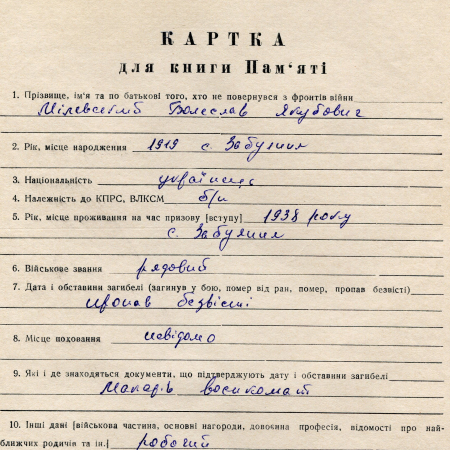 КАРТКА
для книги Пам'яті
1. Прізвище, ім'я та по батькові того, хто не повернувся з фронтів війни
Мілевський Болеслав Якубович
2. Рік, місце народження 1919 с. Забулин
3. Національність українець
4. Належність до КПРС, ВЛКСМ б/п
5. Рік, місце проживання на час призову [вступу] 1938 року
с. Забулин
6. Військове звання рядовий
7. Дата і обставини загибелі (загинув у бою, помер від ран, помер, пропав безвісті)
пропав безвісті
8. Місце поховання невідомо
9. Які і де знаходяться документи, що підтверджують дату і обставини загибелі
воєнкомат
10. Інші дані [військова частина, основні нагороди, довоєнна професія, відомості про най-
ближчих родичів та ін.] робочий